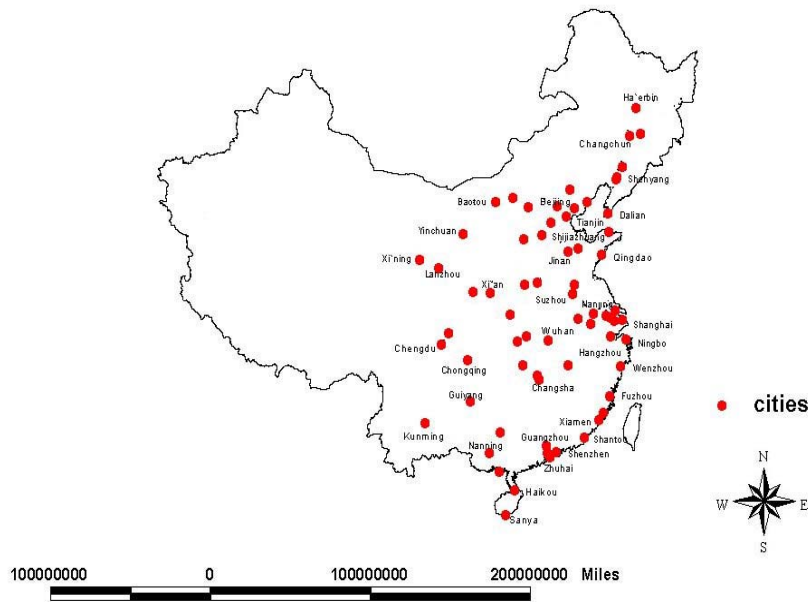 Ha`erbin
Changchun
Shenyang
Baotou
Beijing
Dalian
Tianjin
Yinchuan
Shijiazhuang
Jinan
Qingdao
Xi`ning
Lanzhou
Xi`an
Suzhou
Nanjing
Shanghai
Wuhan
Ningbo
Hangzhou
Chengdu
Chongqing
Wenzhou
Changsha
Guiyang
Fuzhou
cities
Xiamen
Kunming
Guangzhou
Shanto
Nanning
Shenzhen
Zhuhai
Haikou
Sanya
N
W
E
S
100000000 0 100000000 200000000 Miles